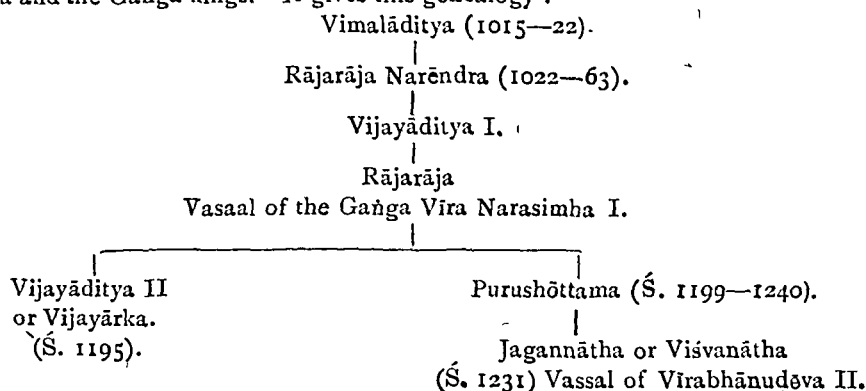 and the Gaṅga kings. It gives this genealogy :
Vimalāditya (1015—22).
Rājarāja Narēndra (1022—63).
Vijayāditya I.
Rājarāja
Vasaal of the Gaṅga Vīra Narasimha I.
Vijayāditya II
or Vijayārka.
(Ś. 1195).
Purushōttama (Ś. 1199—1240).
Jagannātha or Viśvanātha
(Ś. 1231) Vassal of Vīrabhānudēva II.